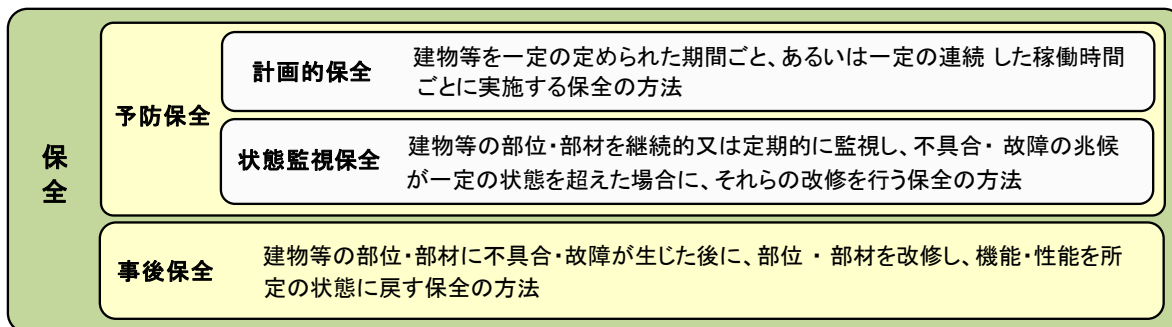 保
全
予防保全
計画的保全
建物等を一定の定められた期間ごと、あるいは一定の連続 した稼働時間
ごとに実施する保全の方法
状態監視保全
建物等の部位・部材を継続的又は定期的に監視し、不具合・ 故障の兆候
が一定の状態を超えた場合に、それらの改修を行う保全の方法
事後保全
建物等の部位・部材に不具合・故障が生じた後に、部位 ・ 部材を改修し、機能・性能を所
定の状態に戻す保全の方法